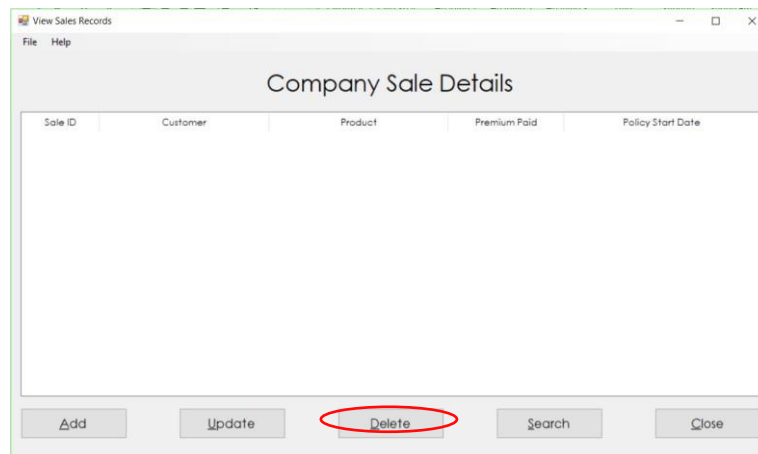 View Sales Records
File Help
Company Sale Details
Sale ID Customer Product Premium Paid Policy Start Date
Add Update Delete Search Close